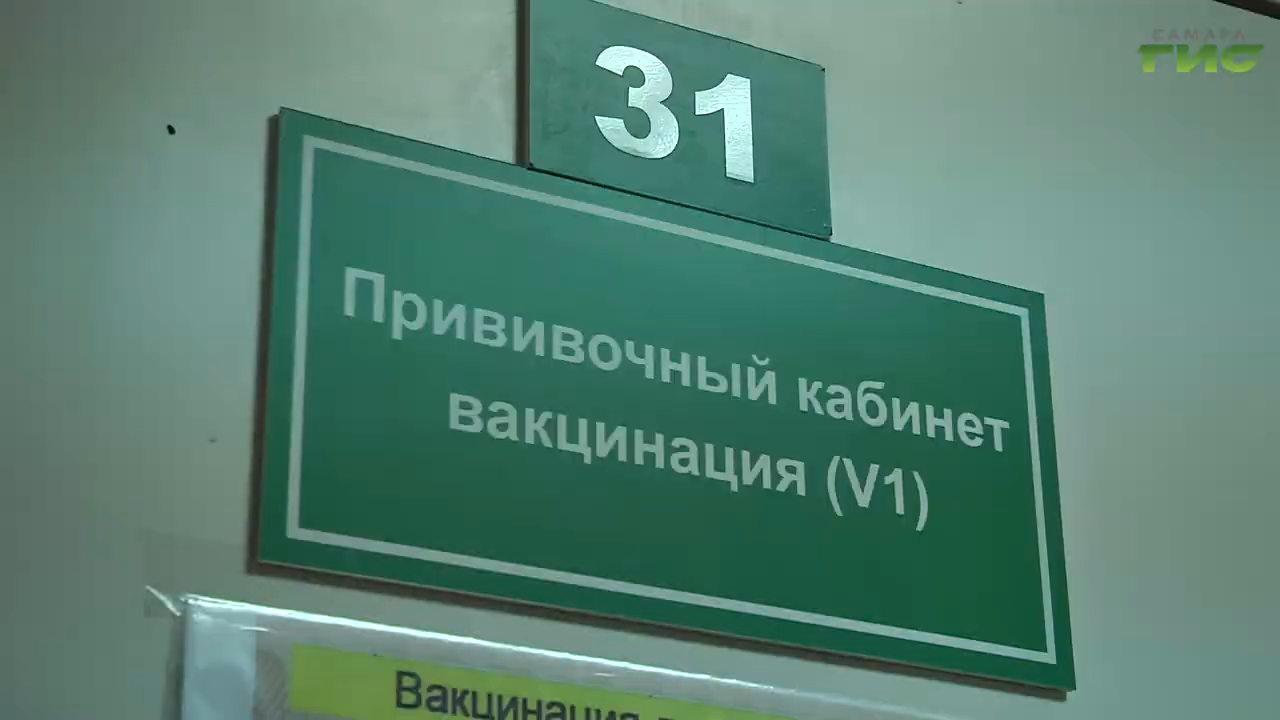 САМАРА
ГИС
31
Прививочный кабинет
вакцинация (V1)
Вакцинация